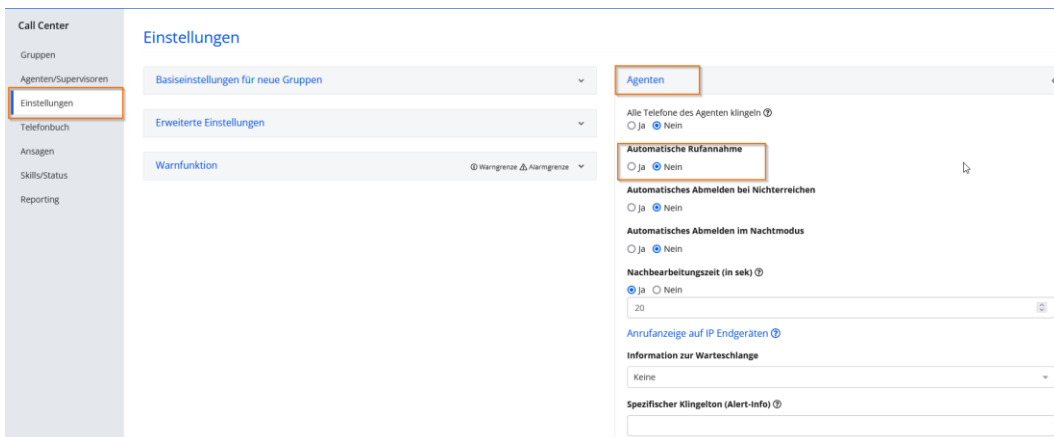 Call Center
Gruppen
Agenten/Supervisoren
Einstellungen
Telefonbuch
Ansagen
Skills/Status
Reporting
Einstellungen
Basiseinstellungen für neue Gruppen
Erweiterte Einstellungen
Warnfunktion
Warngrenze Alarmgrenze
Agenten
Alle Telefone des Agenten klingeln
Ja Nein
Automatische Rufannahme
Ja Nein
Automatisches Abmelden bei Nichterreichen
Ja Nein
Automatisches Abmelden im Nachtmodus
Ja Nein
Nachbearbeitungszeit (in sek)
Ja Nein
20
Anrufanzeige auf IP Endgeräten
Information zur Warteschlange
Keine
Spezifischer Klingelton (Alert-Info)